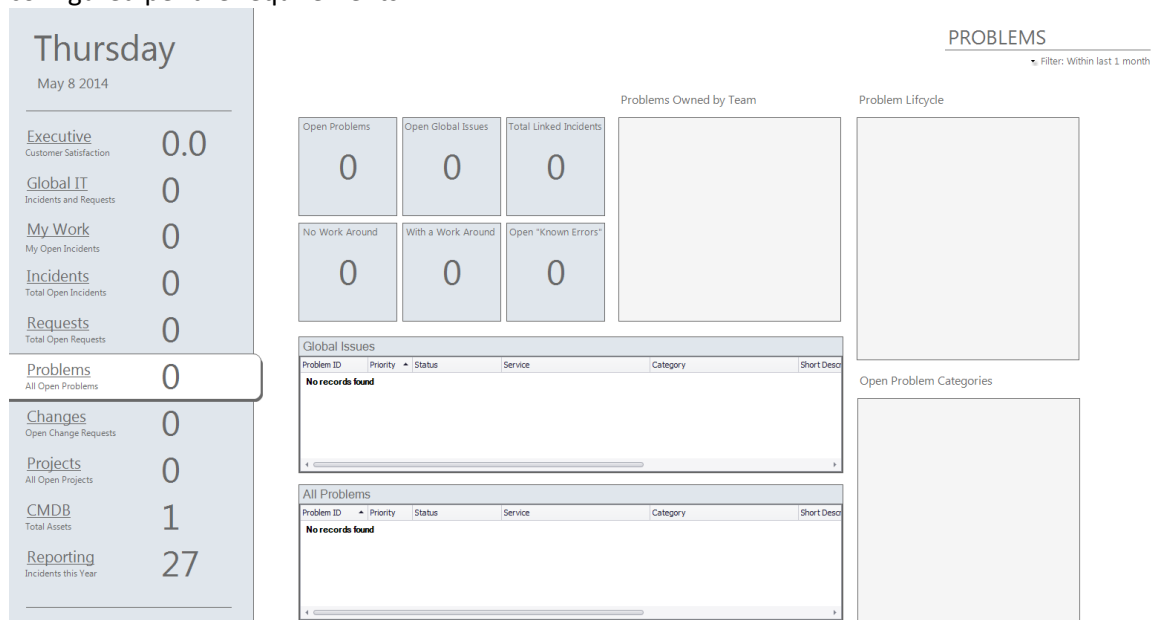 Thursday
May 8 2014
Executive 0.0
Customer Satisfaction
Global IT 0
Incidents and Requests
My Work 0
My Open Incidents
Incidents 0
Total Open Incidents
Requests 0
Total Open Requests
Problems 0
All Open Problems
Changes 0
Open Change Requests
Projects 0
All Open Projects
CMDB 1
Total Assets
Reporting 27
Incidents this Year
PROBLEMS
Filter: Within last 1 month
Problems Owned by Team
Problem Lifcycle
Open Problems Open Global Issues Total Linked Incidents
0 0 0
No Work Around With a Work Around Open "Known Errors"
0 0 0
Global Issues
Problem ID Priority Status Service Category Short Descr
No records found
Open Problem Categories
All Problems
Problem ID Priority Status Service Category Short Descr
No records found